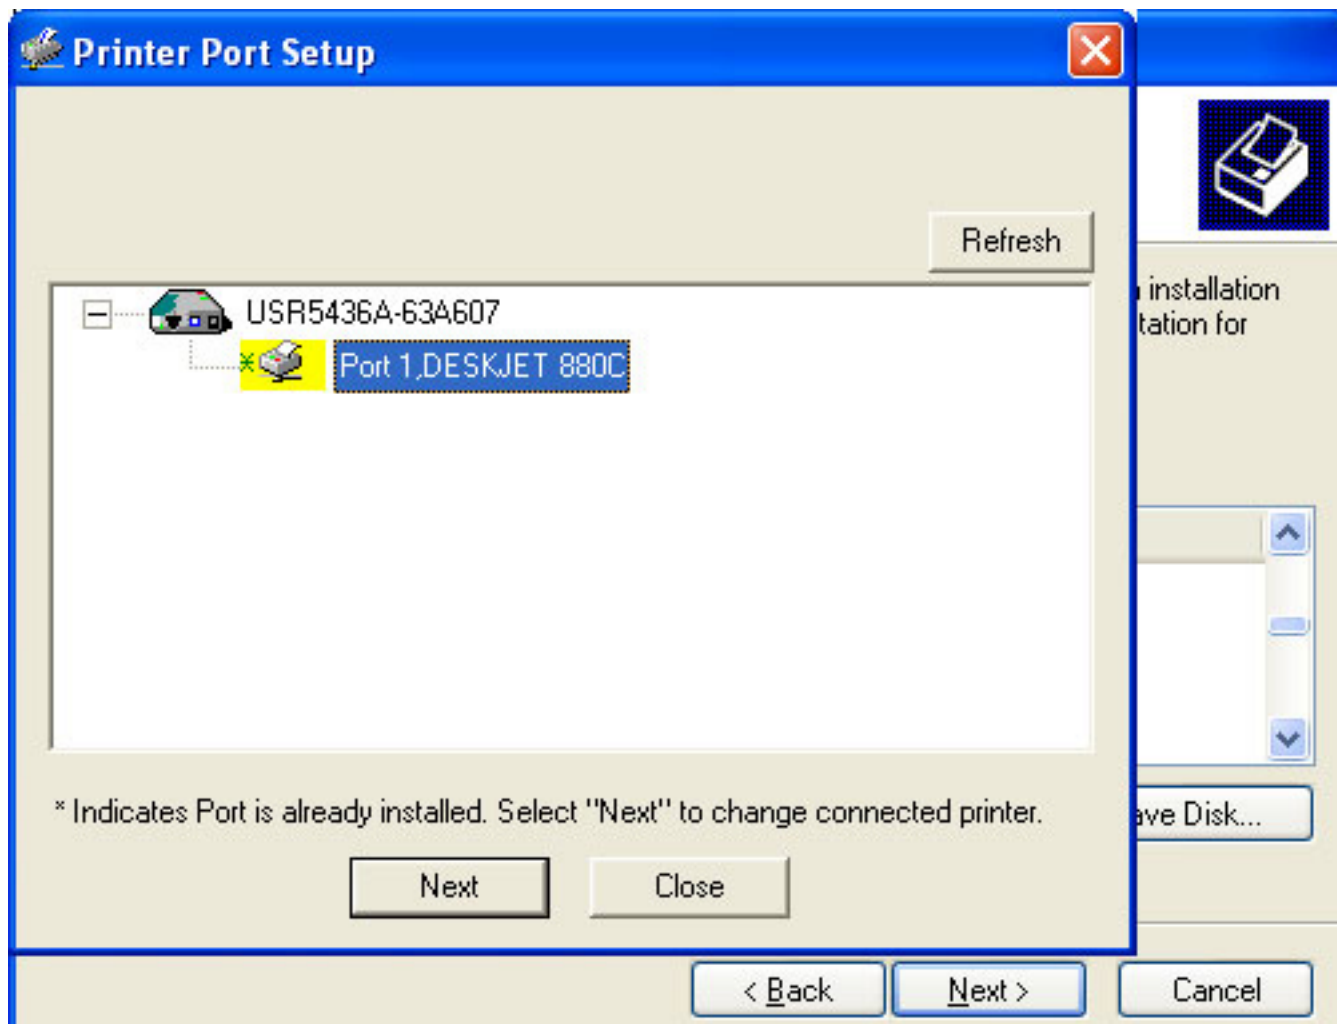 Printer Port Setup
Refresh
installation
tation for
USR5436A-63A607
Port 1,DESKJET 880C
* Indicates Port is already installed. Select "Next" to change connected printer.
ave Disk...
Next
Close
< Back
Next >
Cancel